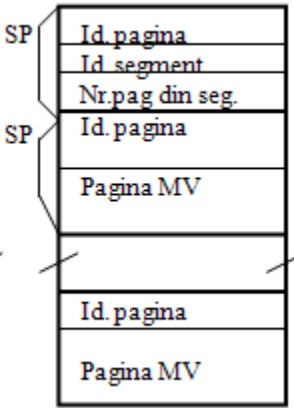 SP
Id. pagina
Id. segment
Nr.pag din seg.
SP
Id. pagina
Pagina MV
Id. pagina
Pagina MV